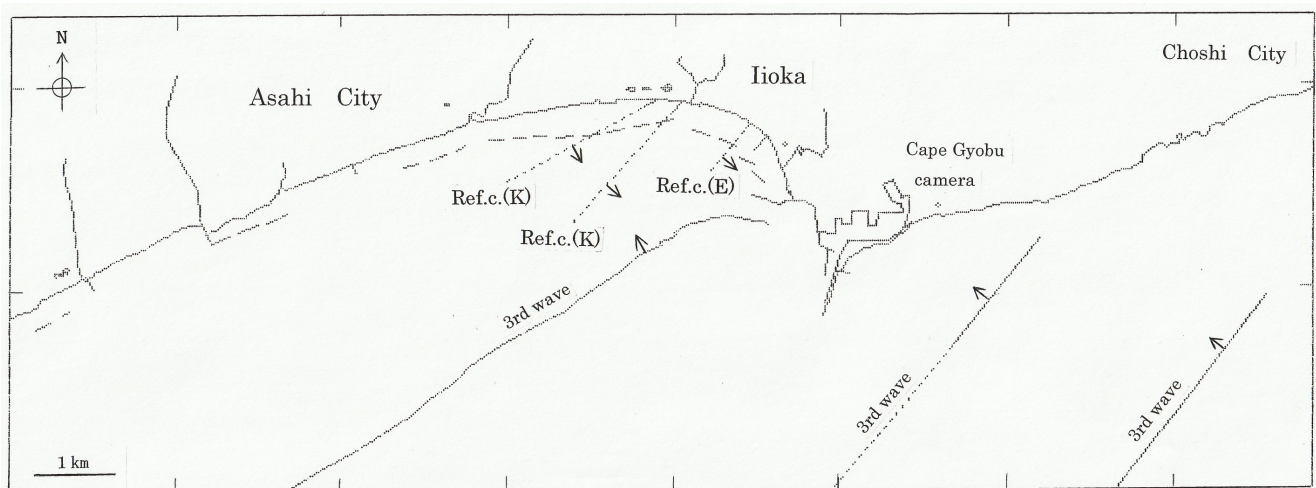 N
Asahi City
Iioka
Choshi City
Cape Gyobu
camera
Ref.c.(K)
Ref.c.(E)
Ref.c.(K)
3rd wave
3rd wave
3rd wave
1 km